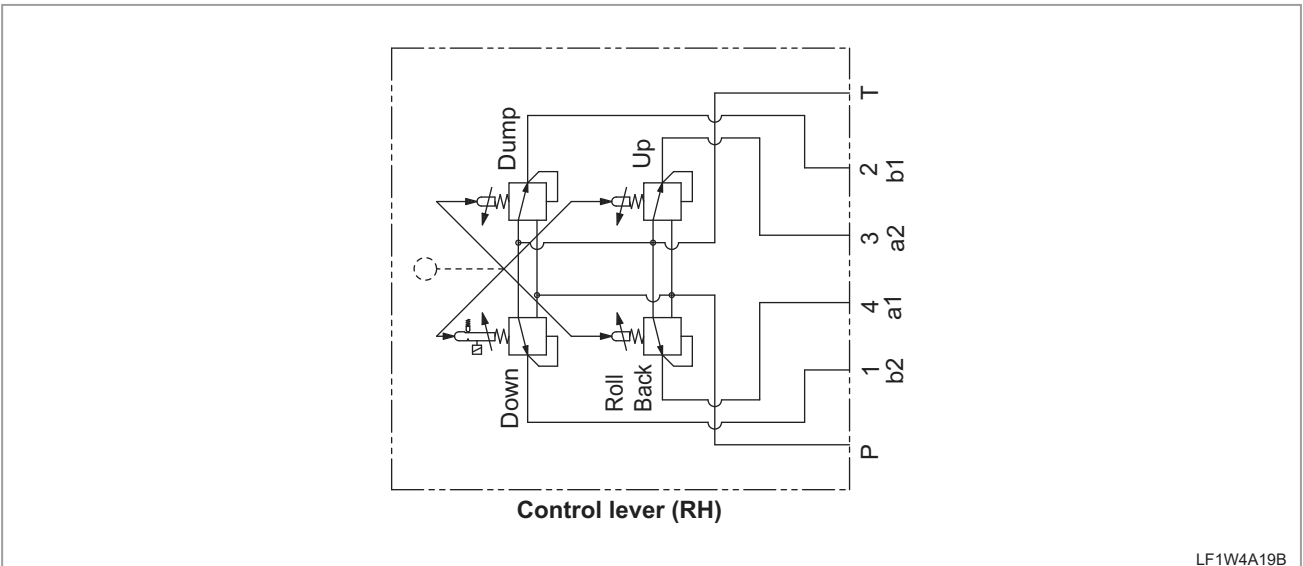 Dump
Up
Down
Roll
Back
T
2
b1
3
a2
4
a1
1
b2
P
Control lever (RH)
LF1W4A19B